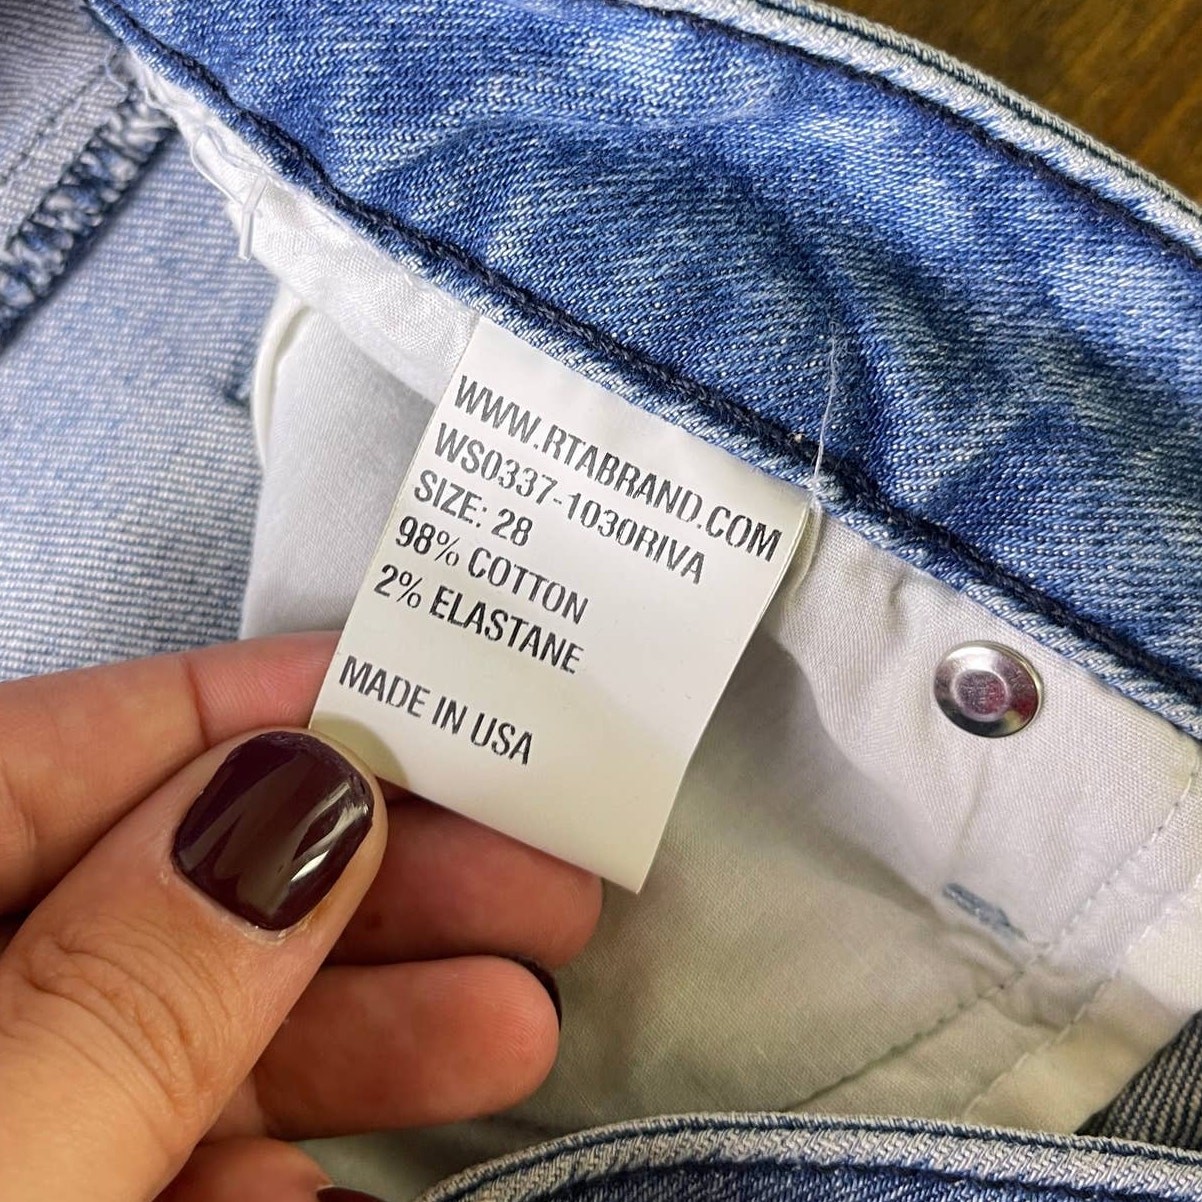 WWW.RTABRAND.COM
WS0337-1030RIVA
SIZE: 28
98% COTTON
2% ELASTANE
MADE IN USA